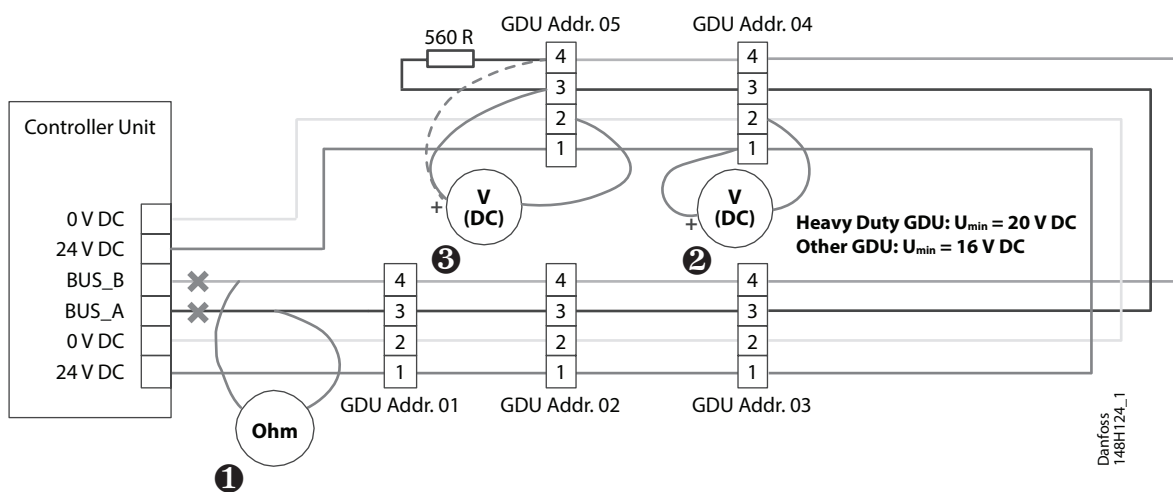 560 R
GDU Addr. 05
GDU Addr. 04
4
4
3
3
2
2
1
1
Controller Unit
0 V DC
24 V DC
BUS_B
BUS_A
0 V DC
24 V DC
V
(DC)
+
❸
V
(DC)
+
❷
Heavy Duty GDU: Umin = 20 V DC
Other GDU: Umin = 16 V DC
4
4
4
3
3
3
2
2
2
1
1
1
GDU Addr. 01
GDU Addr. 02
GDU Addr. 03
Ohm
❶
Danfoss
148H124_1